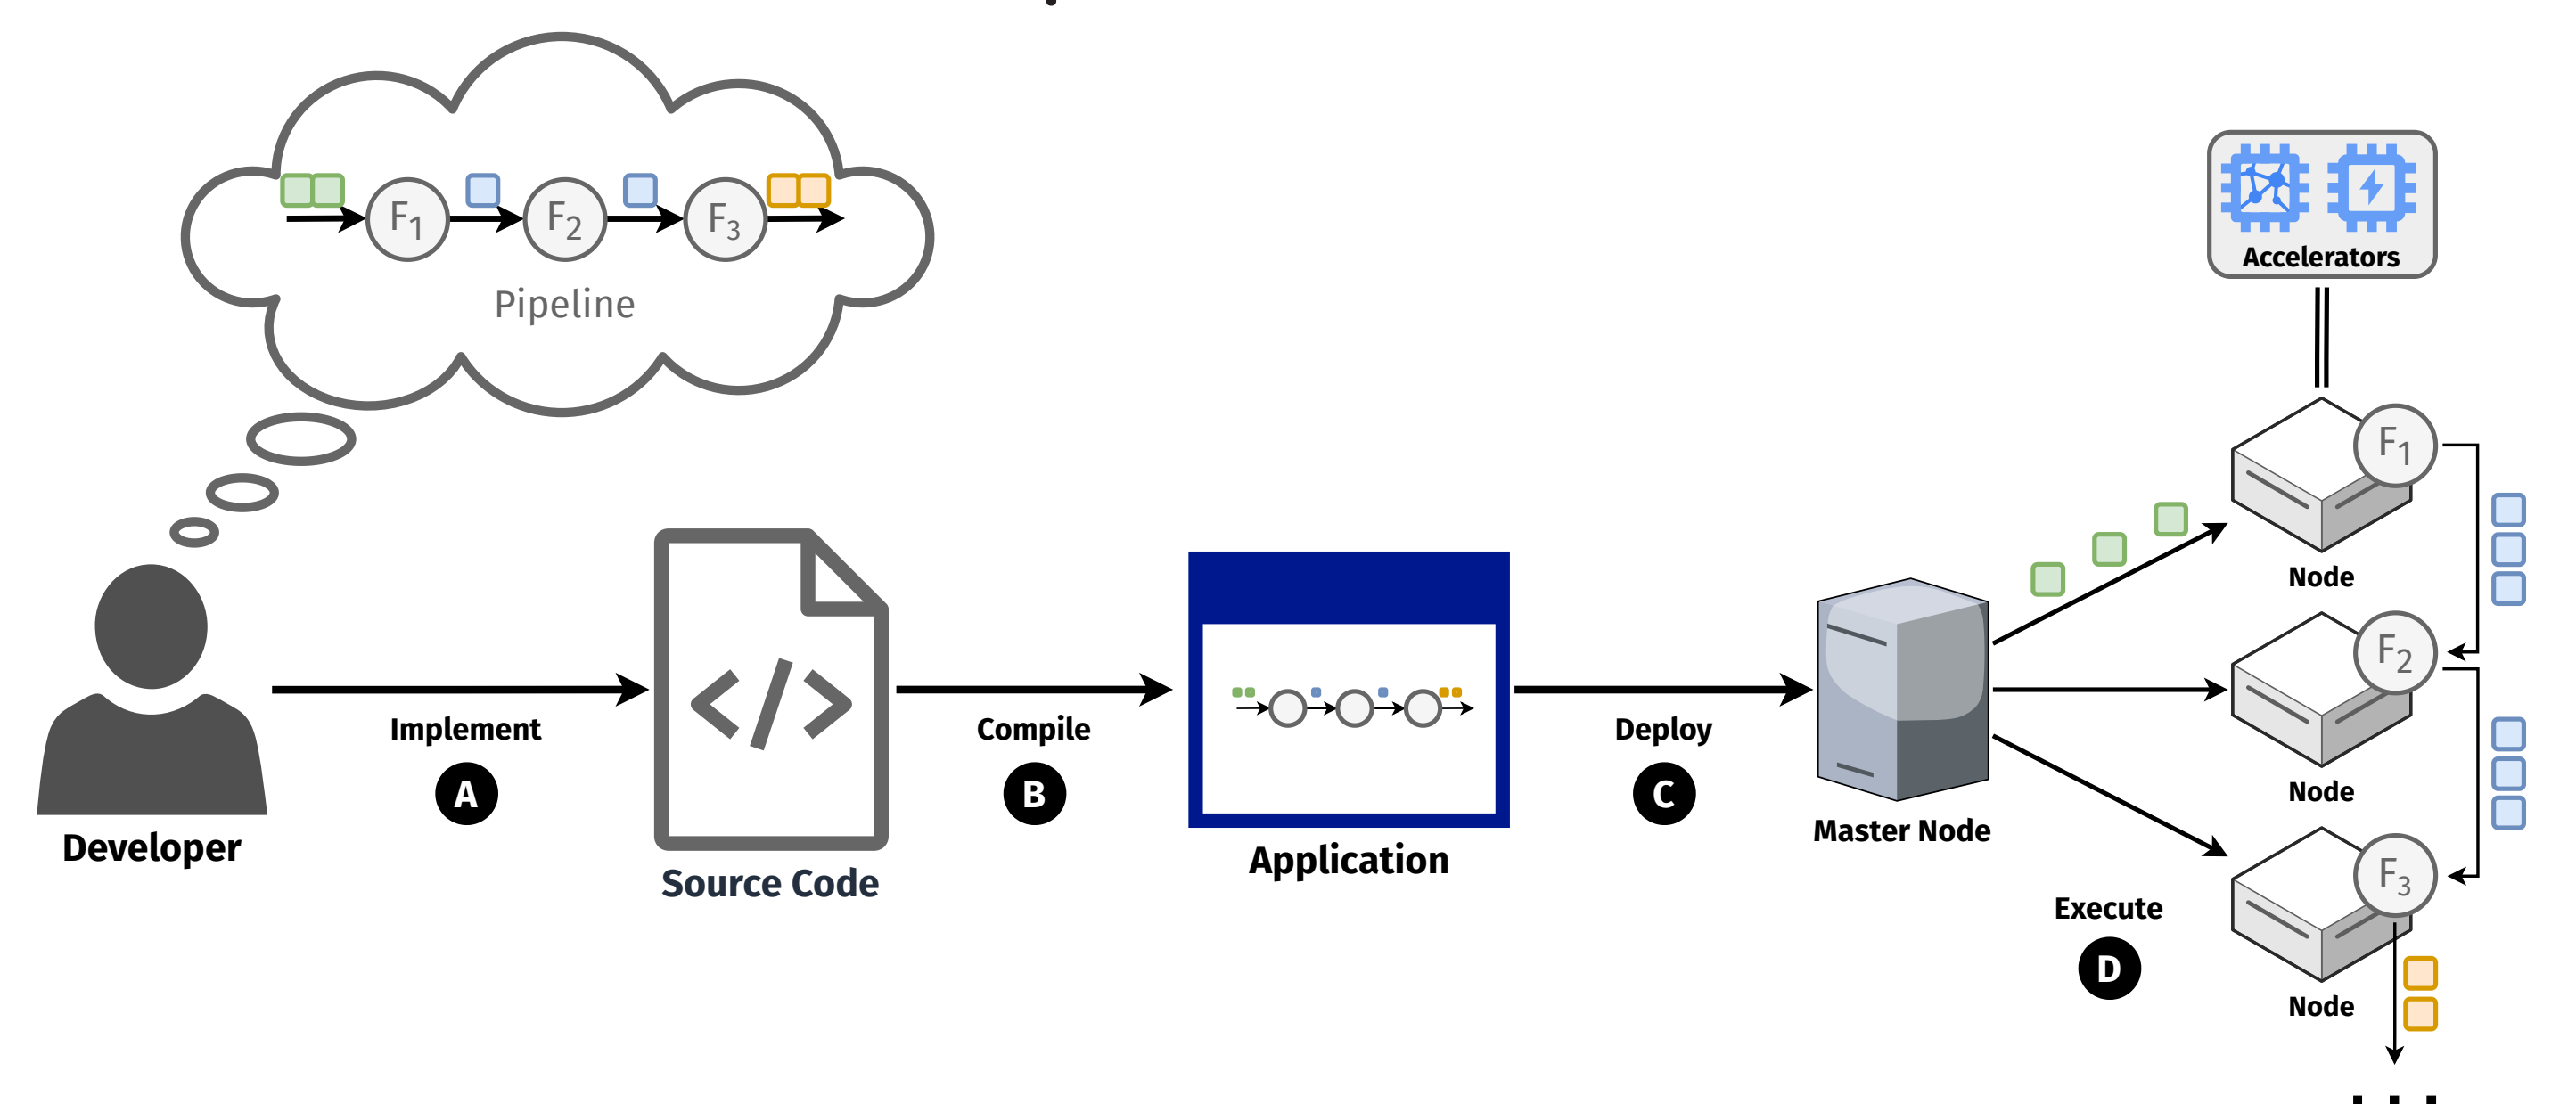 F1
F2
F3
Pipeline
Accelerators
F1
Node
F2
Node
F3
Node
</>
Implement
A
Compile
B
Deploy
C
Execute
D
Developer
Source Code
Application
Master Node